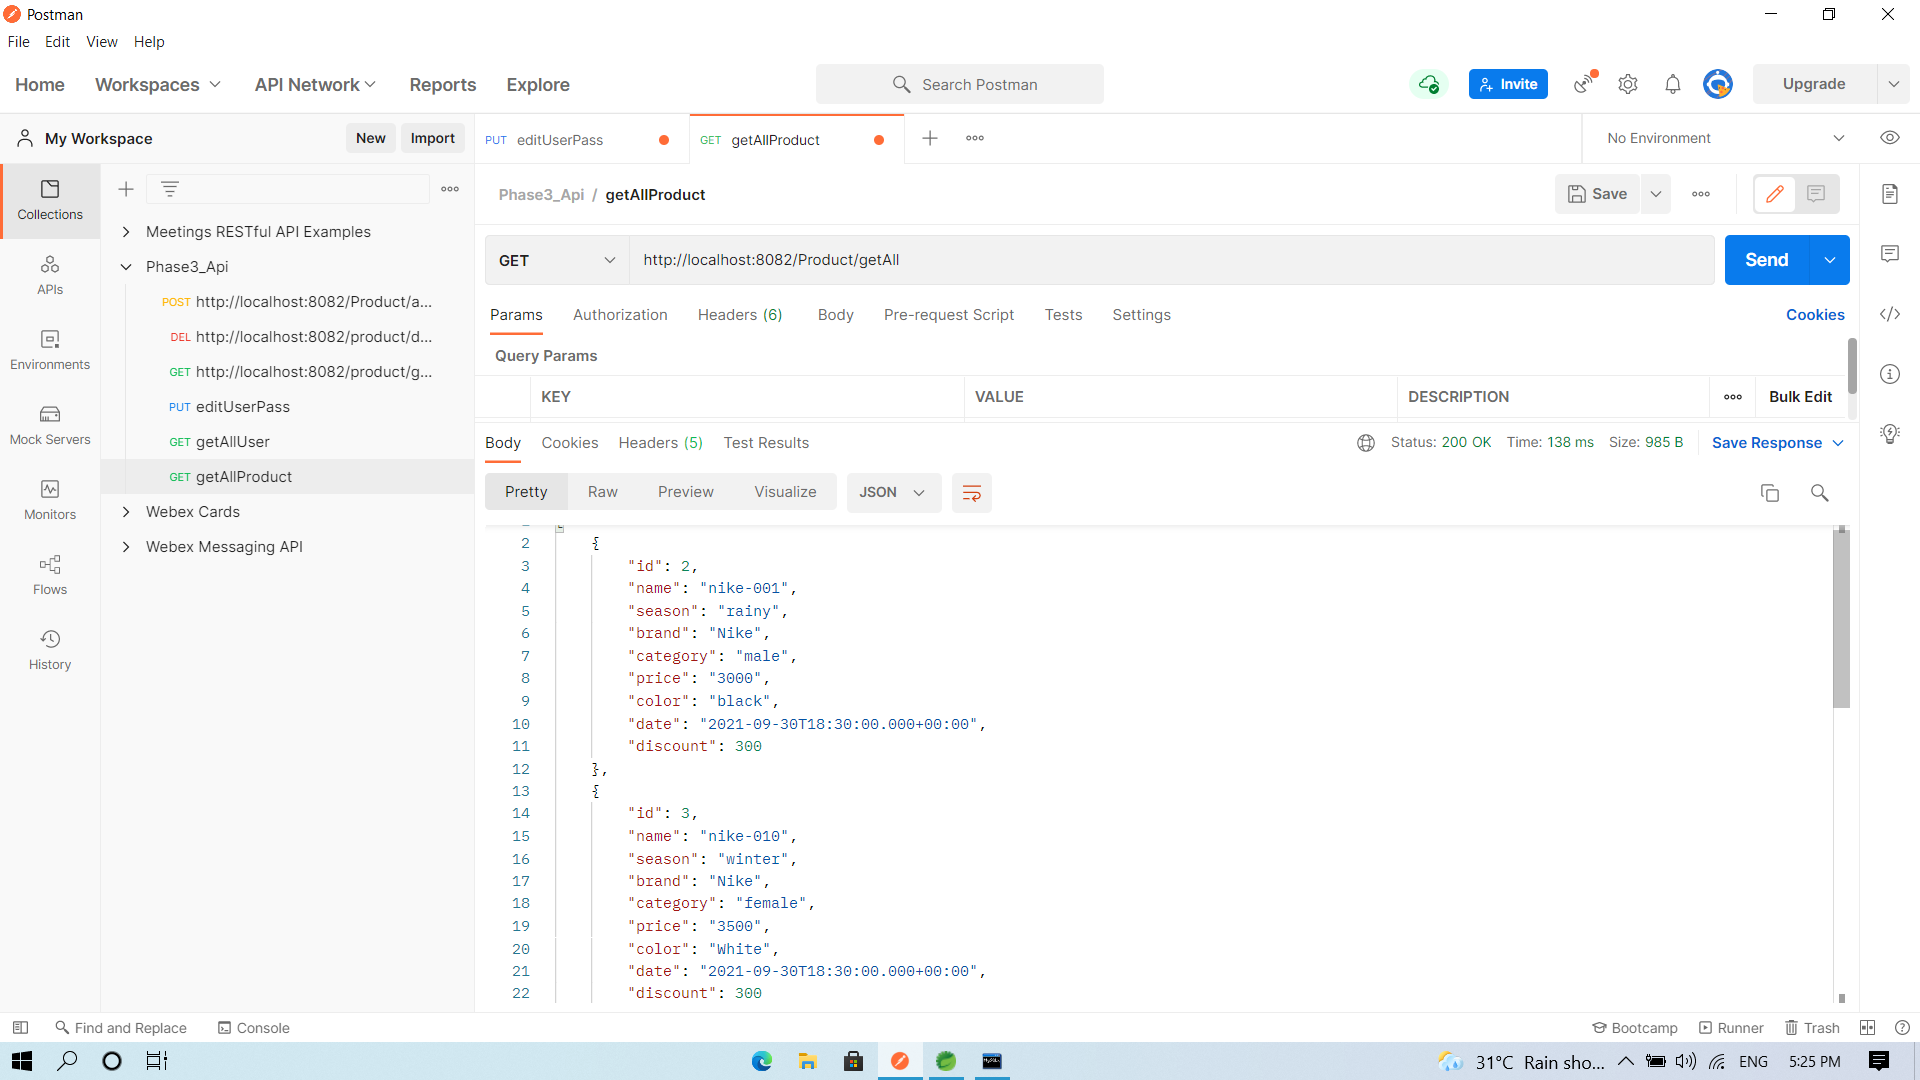 Postman
File Edit View Help
Home Workspaces API Network Reports Explore Search Postman Invite Upgrade
My Workspace New Import PUT editUserPass GET getAllProduct No Environment
Collections
APIs
Environments
Mock Servers
Monitors
Flows
History
Meetings RESTful API Examples
Phase3_Api
POST http://localhost:8082/Product/a...
DEL http://localhost:8082/product/d...
GET http://localhost:8082/product/g...
PUT editUserPass
GET getAllUser
GET getAllProduct
Webex Cards
Webex Messaging API
Phase3_Api / getAllProduct Save
GET http://localhost:8082/Product/getAll Send
Params Authorization Headers (6) Body Pre-request Script Tests Settings Cookies
Query Params
KEY VALUE DESCRIPTION Bulk Edit
Body Cookies Headers (5) Test Results Status: 200 OK Time: 138 ms Size: 985 B Save Response
Pretty Raw Preview Visualize JSON
2 {
3 "id": 2,
4 "name": "nike-001",
5 "season": "rainy",
6 "brand": "Nike",
7 "category": "male",
8 "price": "3000",
9 "color": "black",
10 "date": "2021-09-30T18:30:00.000+00:00",
11 "discount": 300
12 },
13 {
14 "id": 3,
15 "name": "nike-010",
16 "season": "winter",
17 "brand": "Nike",
18 "category": "female",
19 "price": "3500",
20 "color": "White",
21 "date": "2021-09-30T18:30:00.000+00:00",
22 "discount": 300
Find and Replace Console Bootcamp Runner Trash
31°C Rain sho... ENG 5:25 PM